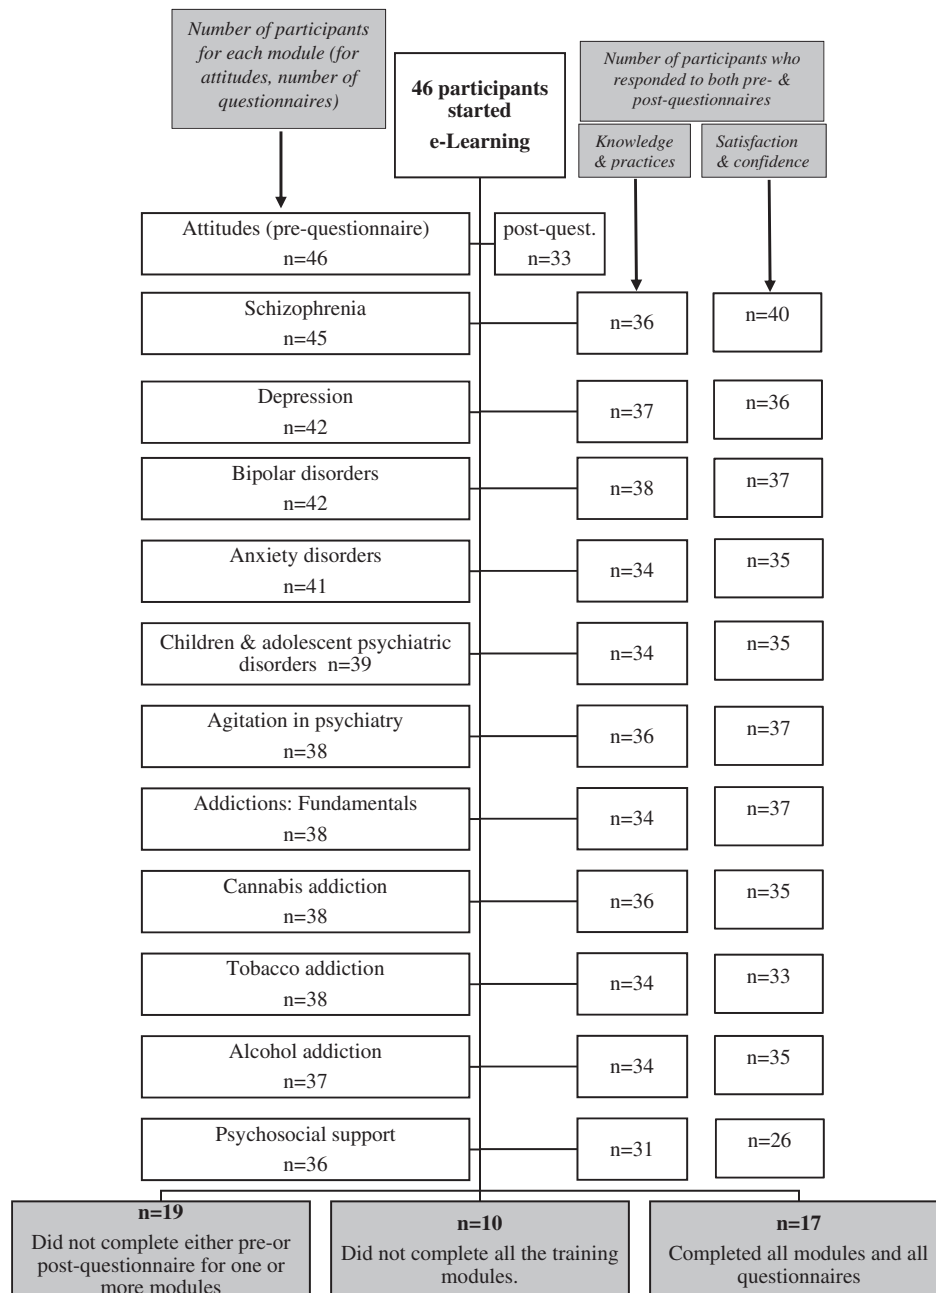 Number of participants
for each module (for
attitudes, number of
questionnaires)
46 participants
started
e-Learning
Number of participants who
responded to both pre- &
post-questionnaires
Knowledge
& practices
Satisfaction
& confidence
Attitudes (pre-questionnaire)
n=46
post-quest.
n=33
Schizophrenia
n=45
n=36
n=40
Depression
n=42
n=37
n=36
Bipolar disorders
n=42
n=38
n=37
Anxiety disorders
n=41
n=34
n=35
Children & adolescent psychiatric
disorders n=39
n=34
n=35
Agitation in psychiatry
n=38
n=36
n=37
Addictions: Fundamentals
n=38
n=34
n=37
Cannabis addiction
n=38
n=36
n=35
Tobacco addiction
n=38
n=34
n=33
Alcohol addiction
n=37
n=34
n=35
Psychosocial support
n=36
n=31
n=26
n=19
Did not complete either pre-or
post-questionnaire for one or
more modules
n=10
Did not complete all the training
modules.
n=17
Completed all modules and all
questionnaires